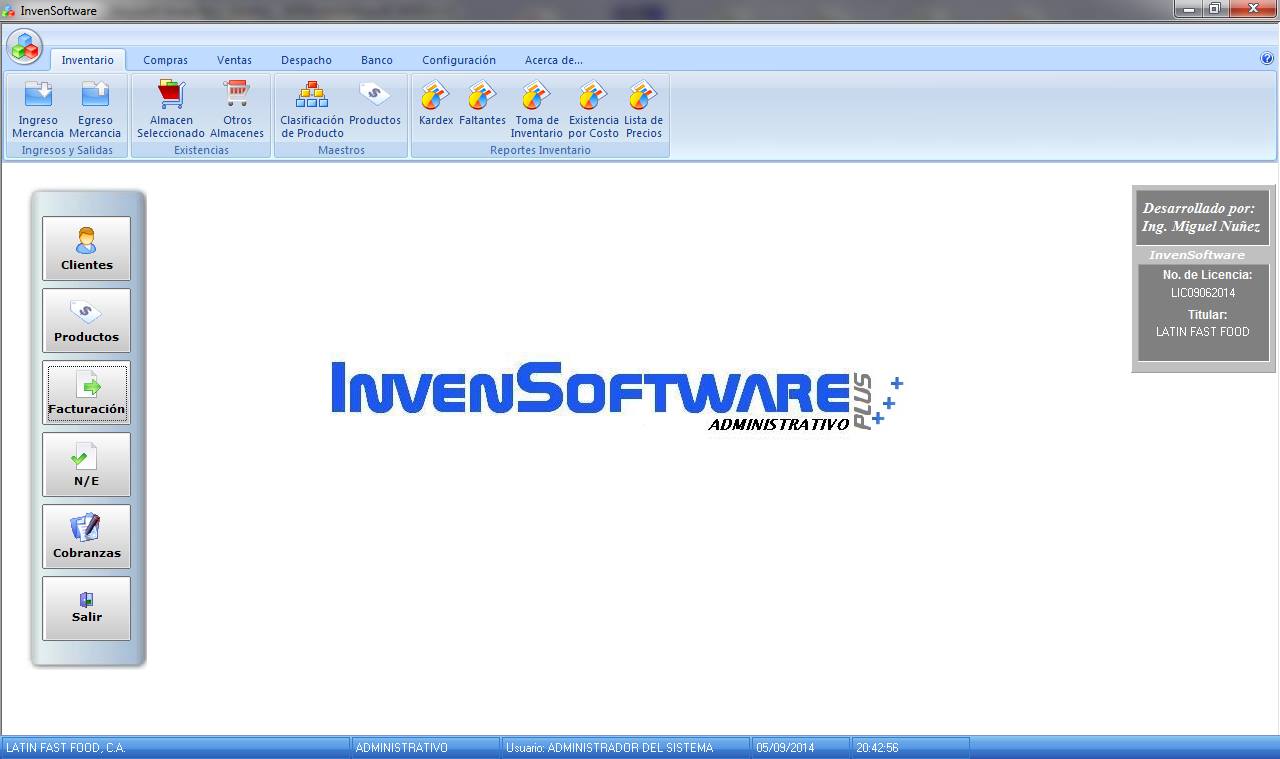 InvenSoftware
Inventario
Compras
Ventas
Despacho
Banco
Configuración
Acerca de...
Ingreso
Mercancia
Egreso
Mercancia
Ingresos y Salidas
Almacen
Seleccionado
Otros
Almacenes
Existencias
Clasificación
de Producto
Productos
Maestros
Kardex
Faltantes
Toma de
Inventario
Existencia
por Costo
Lista de
Precios
Reportes Inventario
Clientes
Productos
Facturación
N/E
Cobranzas
Salir
INVENSOFTWARE
PLUS
ADMINISTRATIVO
Desarrollado por:
Ing. Miguel Nuñez
InvenSoftware
No. de Licencia:
LIC09062014
Titular:
LATIN FAST FOOD
LATIN FAST FOOD, C.A.
ADMINISTRATIVO
Usuario: ADMINISTRADOR DEL SISTEMA
05/09/2014
20:42:56